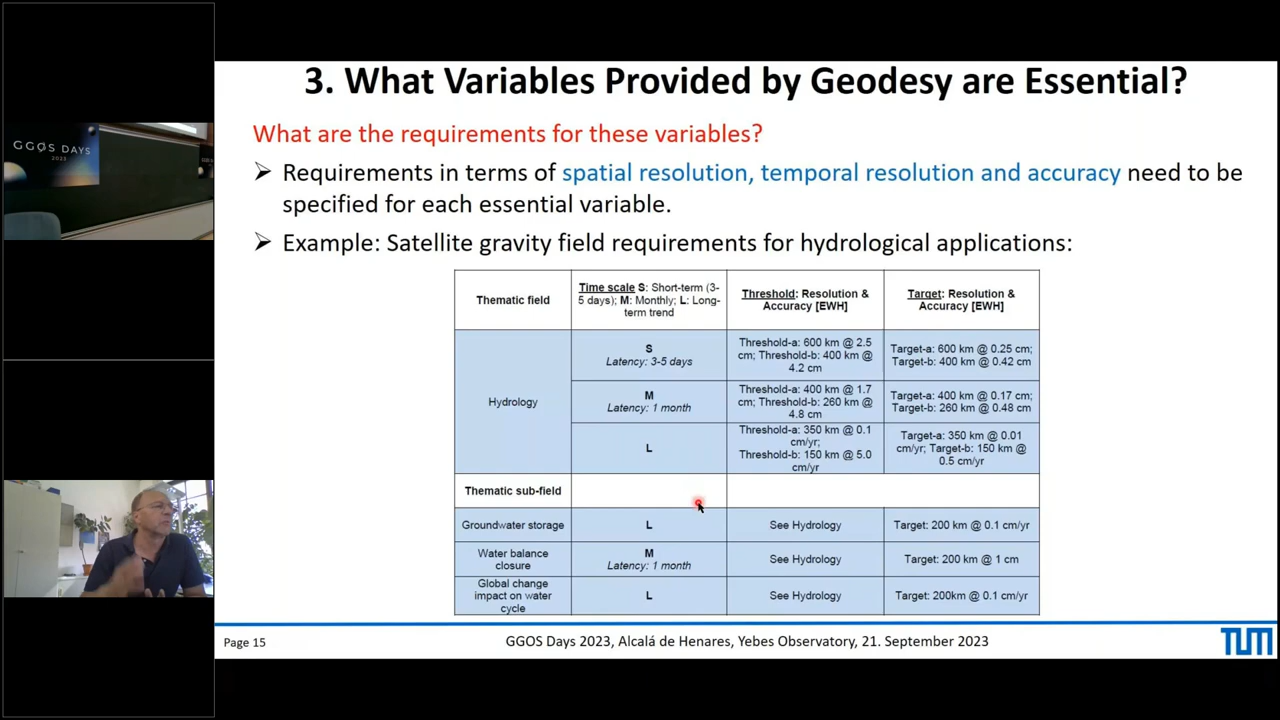 3. What Variables Provided by Geodesy are Essential?
What are the requirements for these variables?
Requirements in terms of spatial resolution, temporal resolution and accuracy need to be
specified for each essential variable.
Example: Satellite gravity field requirements for hydrological applications:
Thematic field
Time scale S: Short-term (3-
5 days); M: Monthly; L: Long-
term trend
Threshold: Resolution &
Accuracy [EWH]
Target: Resolution &
Accuracy [EWH]
Hydrology
S
Latency: 3-5 days
Threshold-a: 600 km @ 2.5
cm; Threshold-b: 400 km @
4.2 cm
Target-a: 600 km @ 0.25 cm;
Target-b: 400 km @ 0.42 cm
M
Latency: 1 month
Threshold-a: 400 km @ 1.7
cm; Threshold-b: 260 km @
4.8 cm
Target-a: 400 km @ 0.17 cm;
Target-b: 260 km @ 0.48 cm
L
Threshold-a: 350 km @ 0.1
cm/yr;
Threshold-b: 150 km @ 5.0
cm/yr
Target-a: 350 km @ 0.01
cm/yr; Target-b: 150 km @
0.5 cm/yr
Thematic sub-field
Groundwater storage
L
See Hydrology
Target: 200 km @ 0.1 cm/yr
Water balance
closure
M
Latency: 1 month
See Hydrology
Target: 200 km @ 1 cm
Global change
impact on water
cycle
L
See Hydrology
Target: 200km @ 0.1 cm/yr
Page 15
GGOS Days 2023, Alcalá de Henares, Yebes Observatory, 21. September 2023
TUM
GGOS DAYS
2023